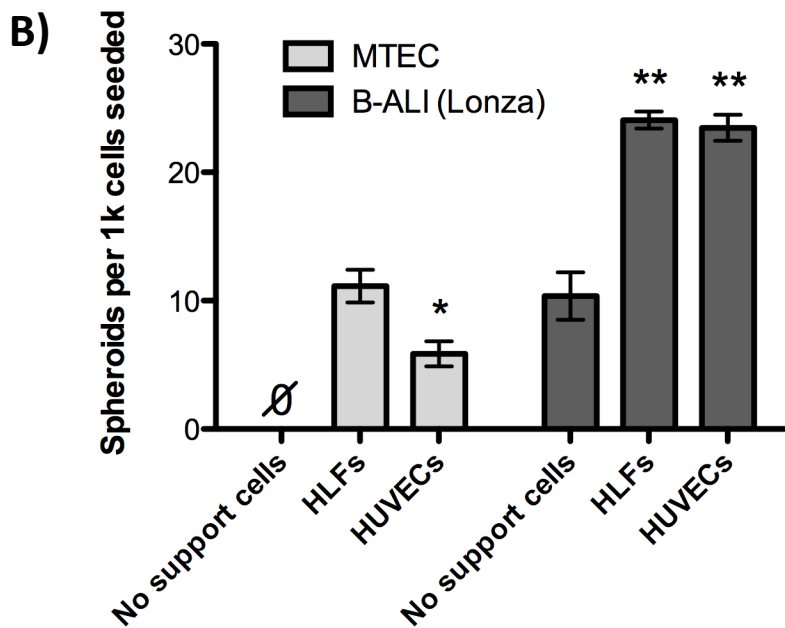 B)
Spheroids per 1k cells seeded
30
20
10
0
MTEC
B-ALI (Lonza)
0
*
**
**
No support cells
HLFs
HUVECs
No support cells
HLFs
HUVECs